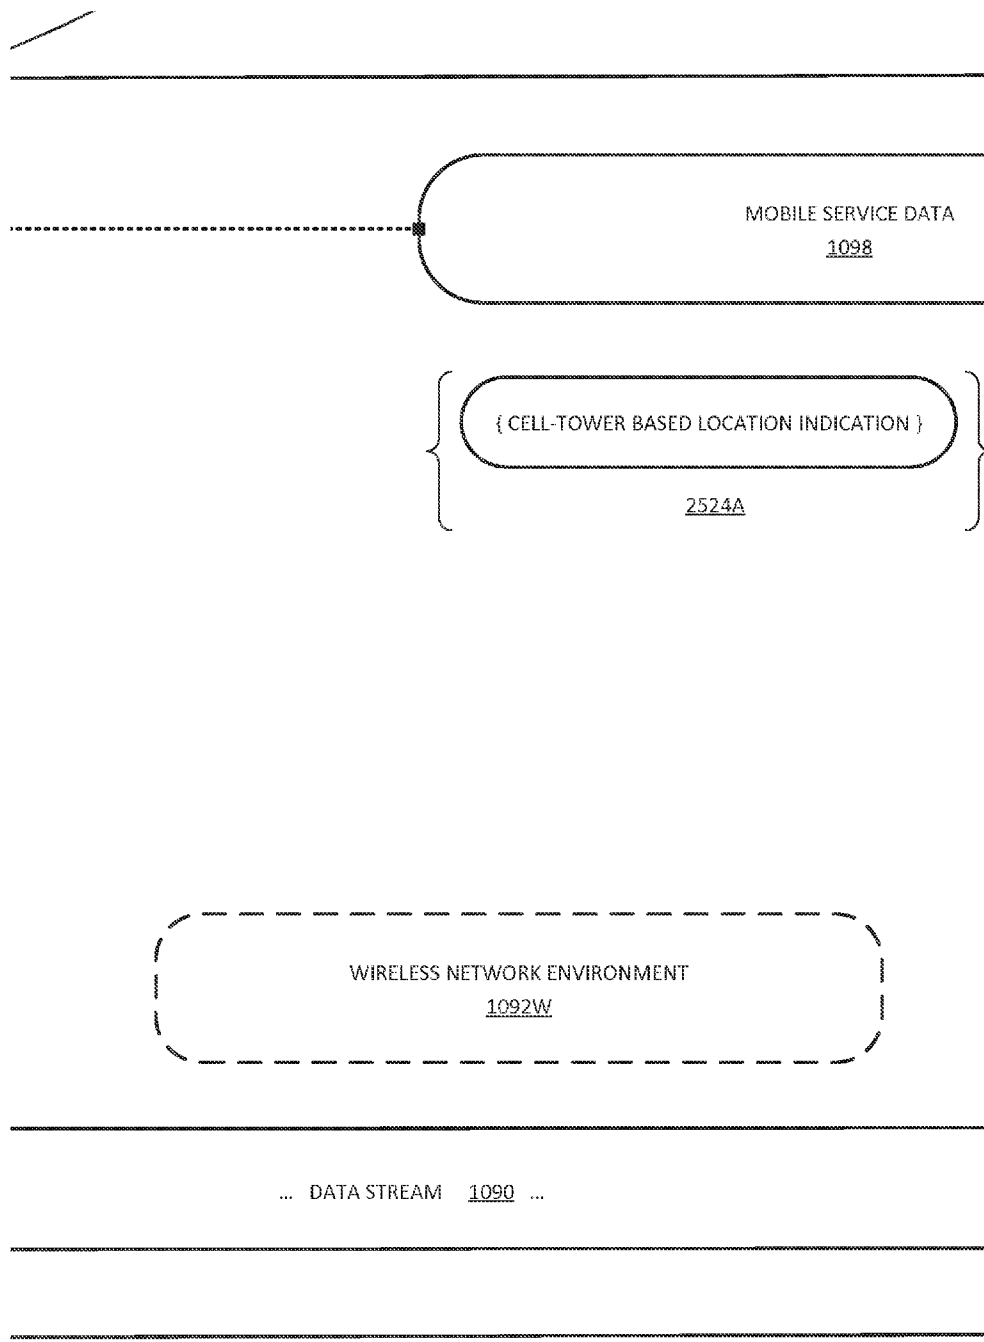 MOBILE SERVICE DATA
1098
{ CELL-TOWER BASED LOCATION INDICATION }
2524A
WIRELESS NETWORK ENVIRONMENT
1092W
... DATA STREAM 1090 ...